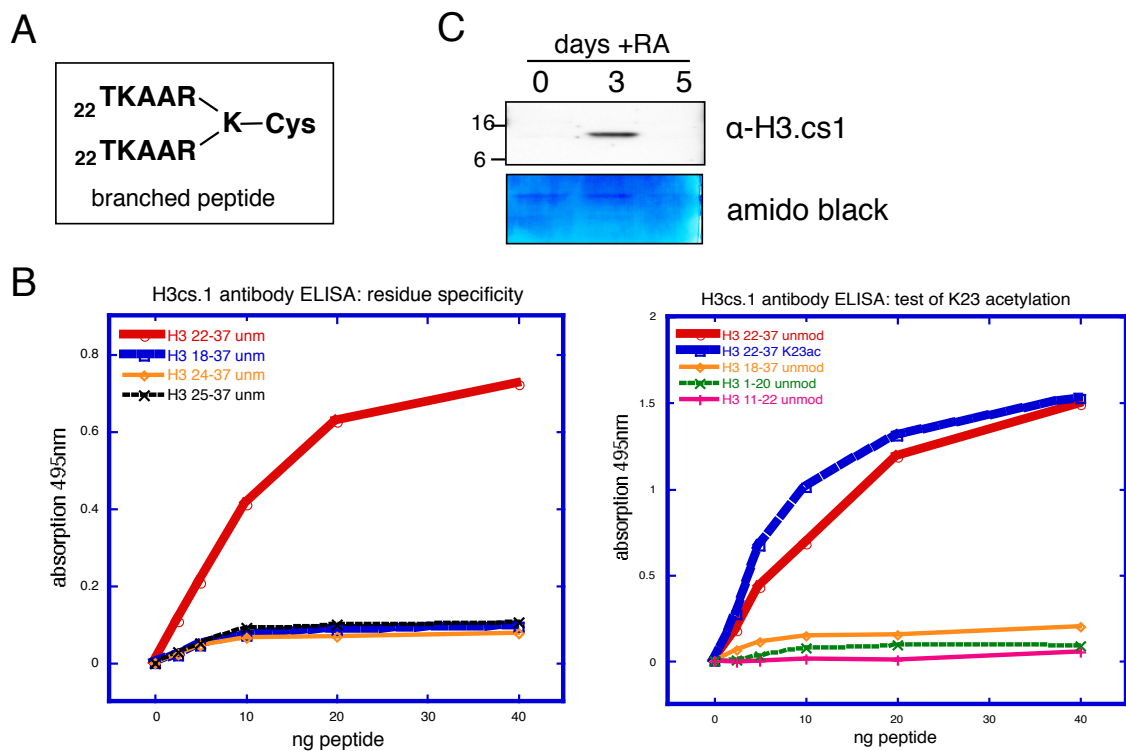 A
22TKAAR
22TKAAR
K—Cys
branched peptide
C
days +RA
0 3 5
16
6
α-H3.cs1
amido black
B
H3cs.1 antibody ELISA: residue specificity
H3 22-37 unm
H3 18-37 unm
H3 24-37 unm
H3 25-37 unm
0.8
0.6
0.4
0.2
0
absorption 495nm
0 10 20 30 40
ng peptide
H3cs.1 antibody ELISA: test of K23 acetylation
H3 22-37 unmod
H3 22-37 K23ac
H3 18-37 unmod
H3 1-20 unmod
H3 11-22 unmod
2
1.5
1
0.5
0
absorption 495nm
0 10 20 30 40
ng peptide